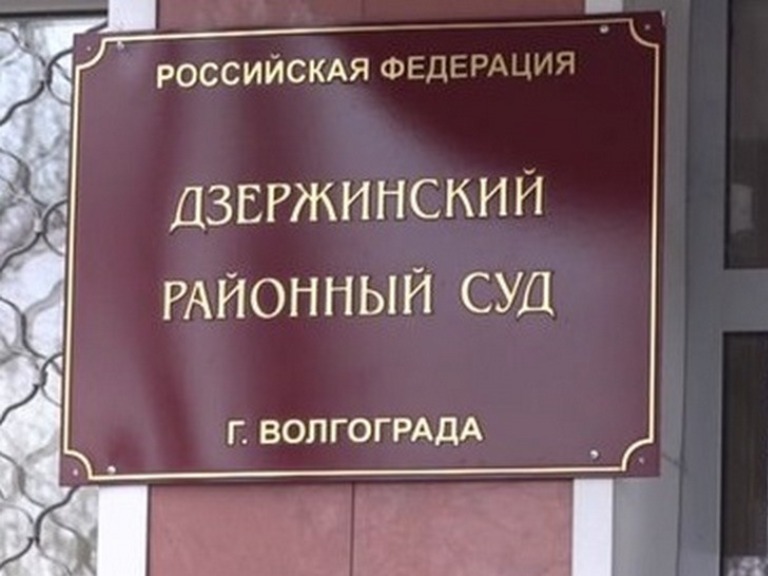 РОССИЙСКАЯ ФЕДЕРАЦИЯ
ДЗЕРЖИНСКИЙ
РАЙОННЫЙ СУД
Г. ВОЛГОГРАДА